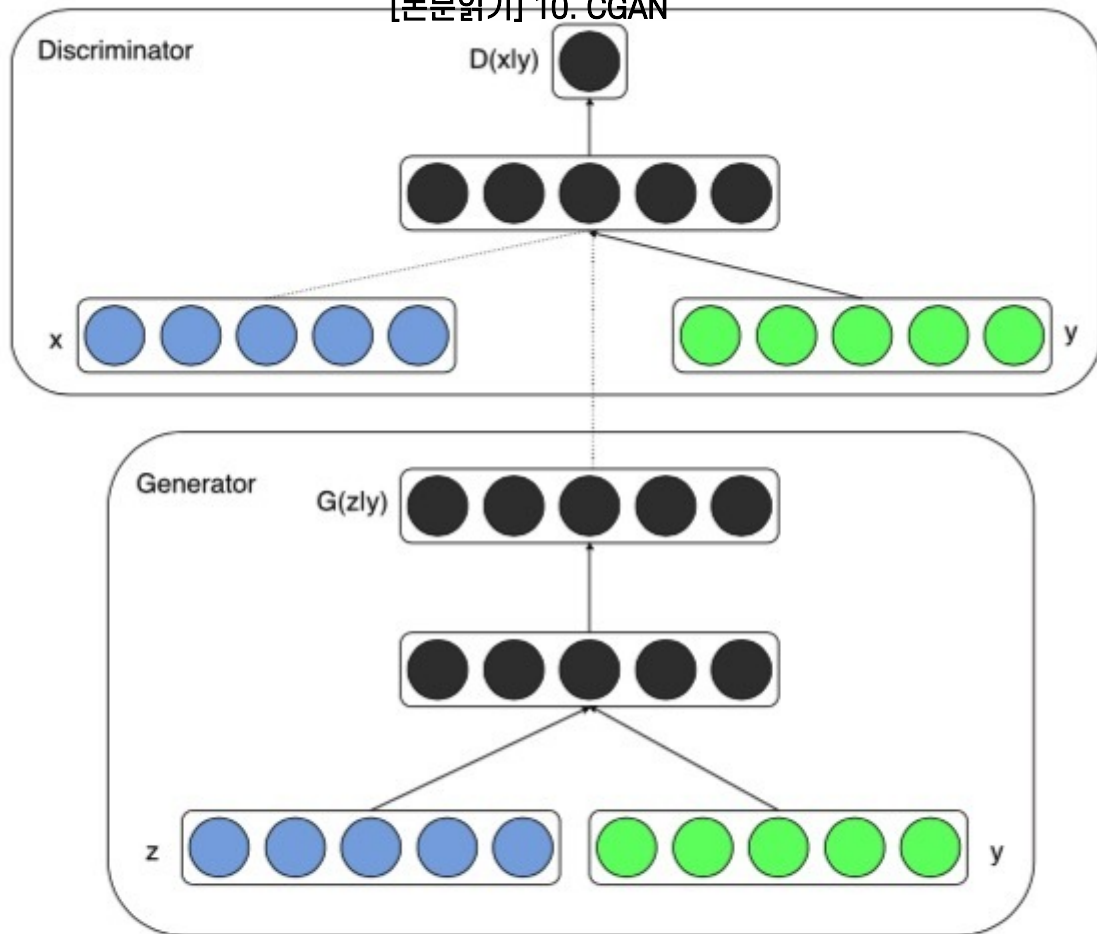 [논문읽기] 10. CGAN
Discriminator
D(x|y)
x
y
Generator
G(z|y)
z
y